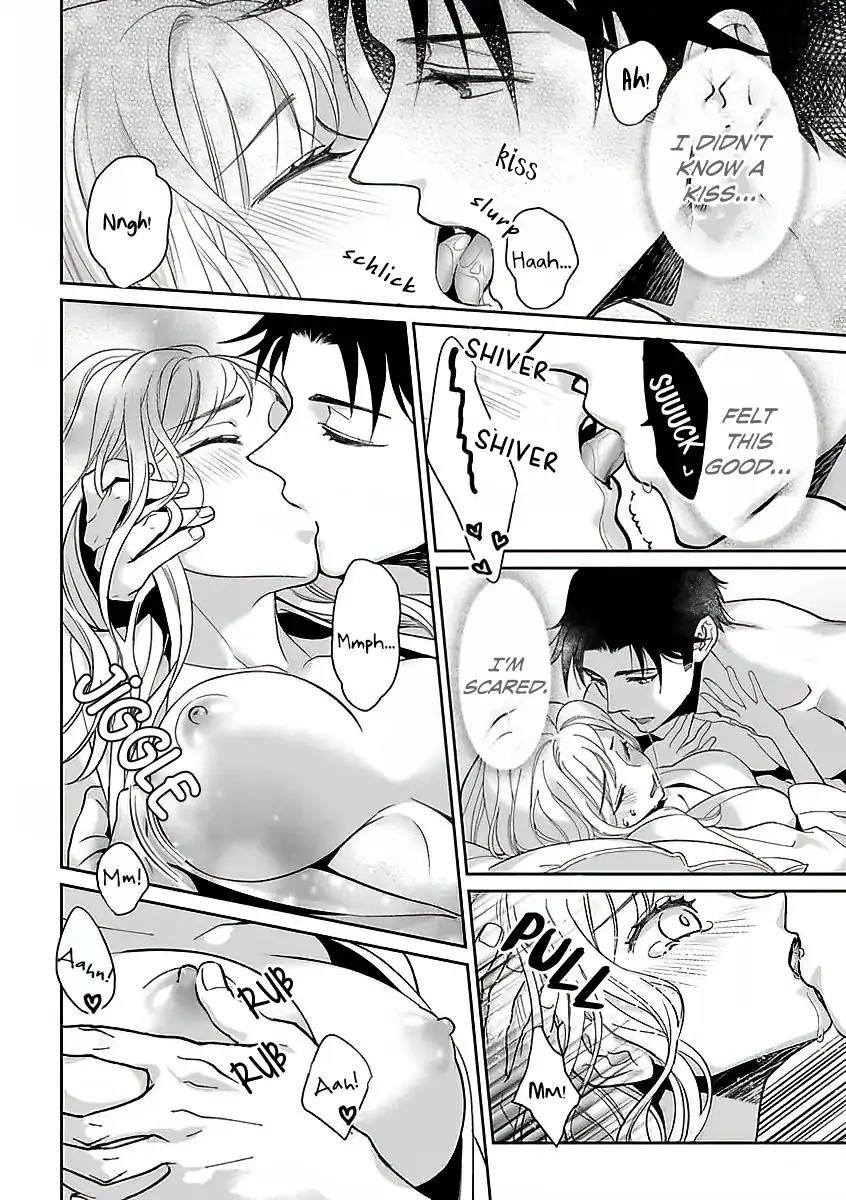 Ah!
I DIDN'T
KNOW A
KISS...
kiss
slurp
Haah...
Nngh!
schlick
SHIVER
SHIVER
SUUUCK
FELT
THIS
GOOD...
Mmph...
JIGGLE
Mm!
I'M
SCARED.
PULL
Mm!
Aahn!
RUB
RUB
Aah!